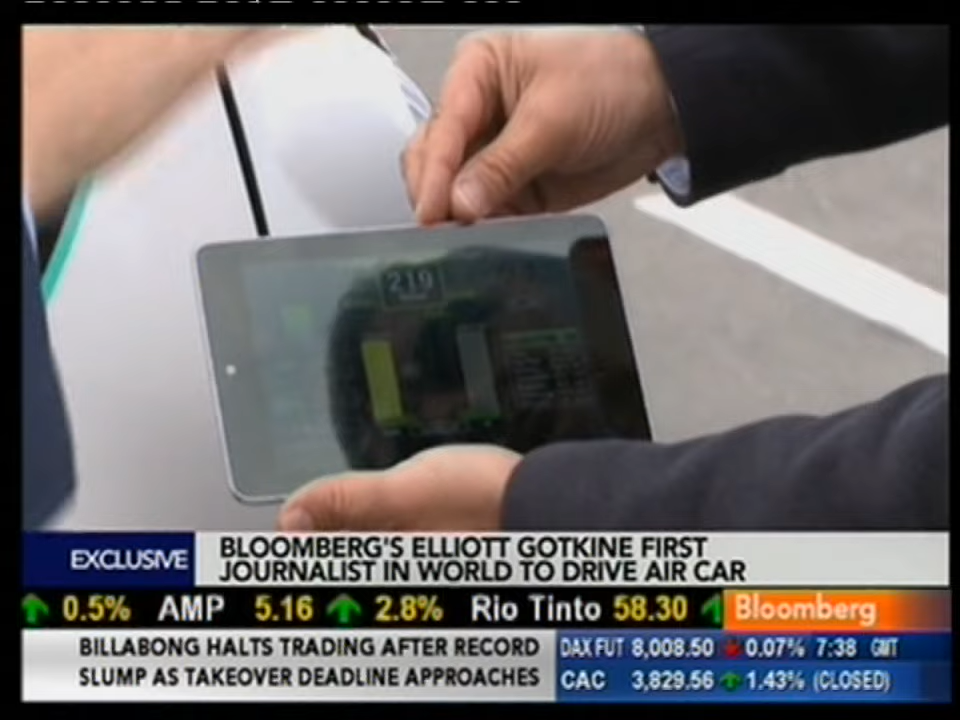 219
EXCLUSIVE
BLOOMBERG'S ELLIOTT GOTKINE FIRST
JOURNALIST IN WORLD TO DRIVE AIR CAR
0.5% AMP 5.16 2.8% Rio Tinto 58.30 Bloomberg
BILLABONG HALTS TRADING AFTER RECORD
SLUMP AS TAKEOVER DEADLINE APPROACHES
DAX FUT 8,008.50 0.07% 7:38 GMT
CAC 3,829.56 1.43% (CLOSED)